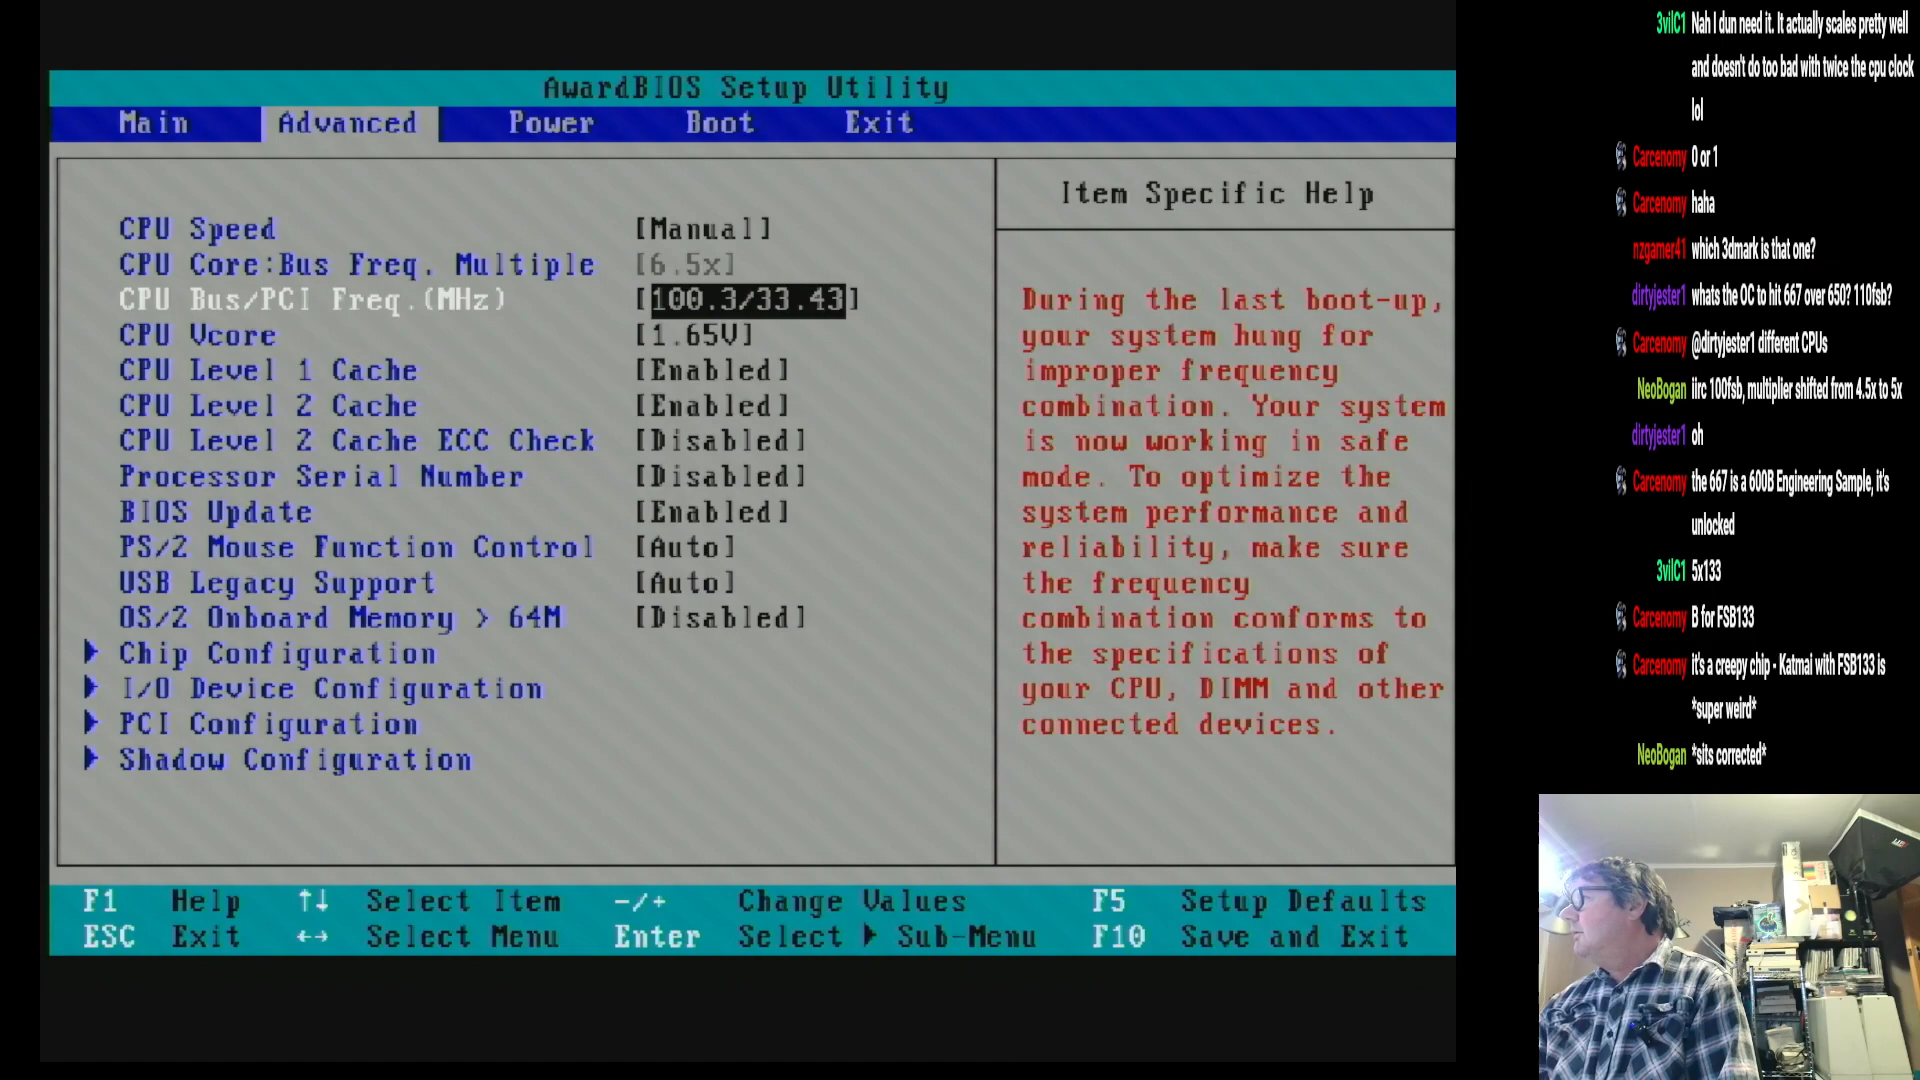 AwardBIOS Setup Utility
Main Advanced Power Boot Exit
CPU Speed [Manual]
CPU Core:Bus Freq. Multiple [6.5x]
CPU Bus/PCI Freq.(MHz) [100.3/33.43]
CPU Vcore [1.65V]
CPU Level 1 Cache [Enabled]
CPU Level 2 Cache [Enabled]
CPU Level 2 Cache ECC Check [Disabled]
Processor Serial Number [Disabled]
BIOS Update [Enabled]
PS/2 Mouse Function Control [Auto]
USB Legacy Support [Auto]
OS/2 Onboard Memory > 64M [Disabled]
Chip Configuration
I/O Device Configuration
PCI Configuration
Shadow Configuration
Item Specific Help
During the last boot-up,
your system hung for
improper frequency
combination. Your system
is now working in safe
mode. To optimize the
system performance and
reliability, make sure
the frequency
combination conforms to
the specifications of
your CPU, DIMM and other
connected devices.
F1 Help ↑↓ Select Item -/+ Change Values F5 Setup Defaults
ESC Exit ←→ Select Menu Enter Select ▶ Sub-Menu F10 Save and Exit
3vilC1 Nah I dun need it. It actually scales pretty well
and doesn't do too bad with twice the cpu clock
lol
Carcenomy 0 or 1
Carcenomy haha
nzgamer41 which 3dmark is that one?
dirtyjester1 whats the OC to hit 667 over 650? 110fsb?
Carcenomy @dirtyjester1 different CPUs
NeoBogan iirc 100fsb, multiplier shifted from 4.5x to 5x
dirtyjester1 oh
Carcenomy the 667 is a 600B Engineering Sample, it's
unlocked
3vilC1 5x133
Carcenomy B for FSB133
Carcenomy it's a creepy chip - Katmai with FSB133 is
*super weird*
NeoBogan *sits corrected*